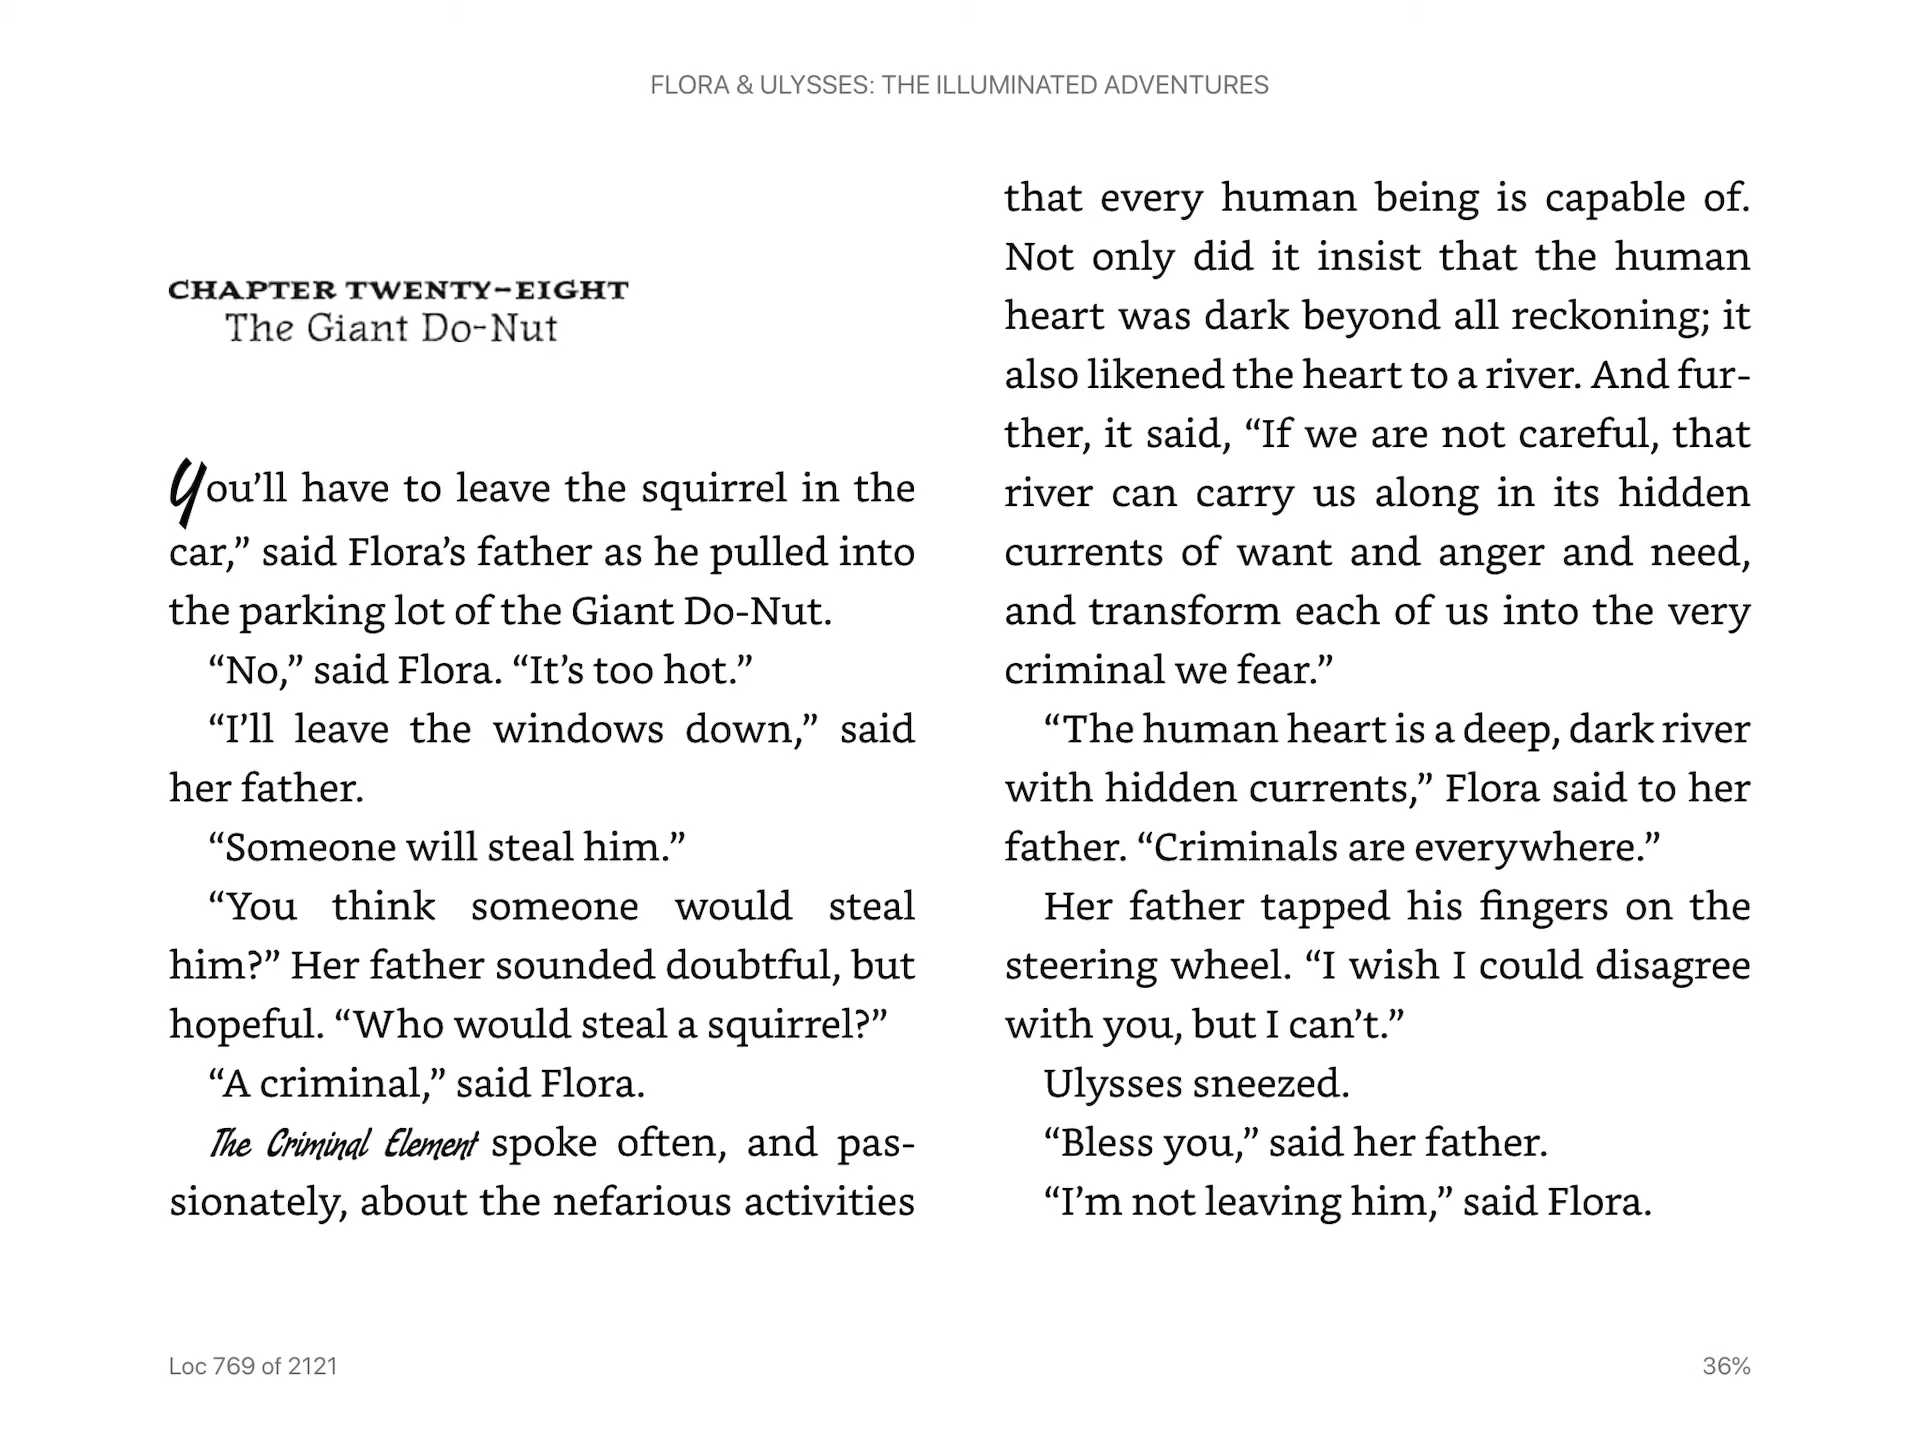 FLORA & ULYSSES: THE ILLUMINATED ADVENTURES
CHAPTER TWENTY-EIGHT
The Giant Do-Nut
You’ll have to leave the squirrel in the
car,” said Flora’s father as he pulled into
the parking lot of the Giant Do-Nut.
“No,” said Flora. “It’s too hot.”
“I’ll leave the windows down,” said
her father.
“Someone will steal him.”
“You think someone would steal
him?” Her father sounded doubtful, but
hopeful. “Who would steal a squirrel?”
“A criminal,” said Flora.
The Criminal Element spoke often, and pas-
sionately, about the nefarious activities
that every human being is capable of.
Not only did it insist that the human
heart was dark beyond all reckoning; it
also likened the heart to a river. And fur-
ther, it said, “If we are not careful, that
river can carry us along in its hidden
currents of want and anger and need,
and transform each of us into the very
criminal we fear.”
“The human heart is a deep, dark river
with hidden currents,” Flora said to her
father. “Criminals are everywhere.”
Her father tapped his fingers on the
steering wheel. “I wish I could disagree
with you, but I can’t.”
Ulysses sneezed.
“Bless you,” said her father.
“I’m not leaving him,” said Flora.
Loc 769 of 2121
36%